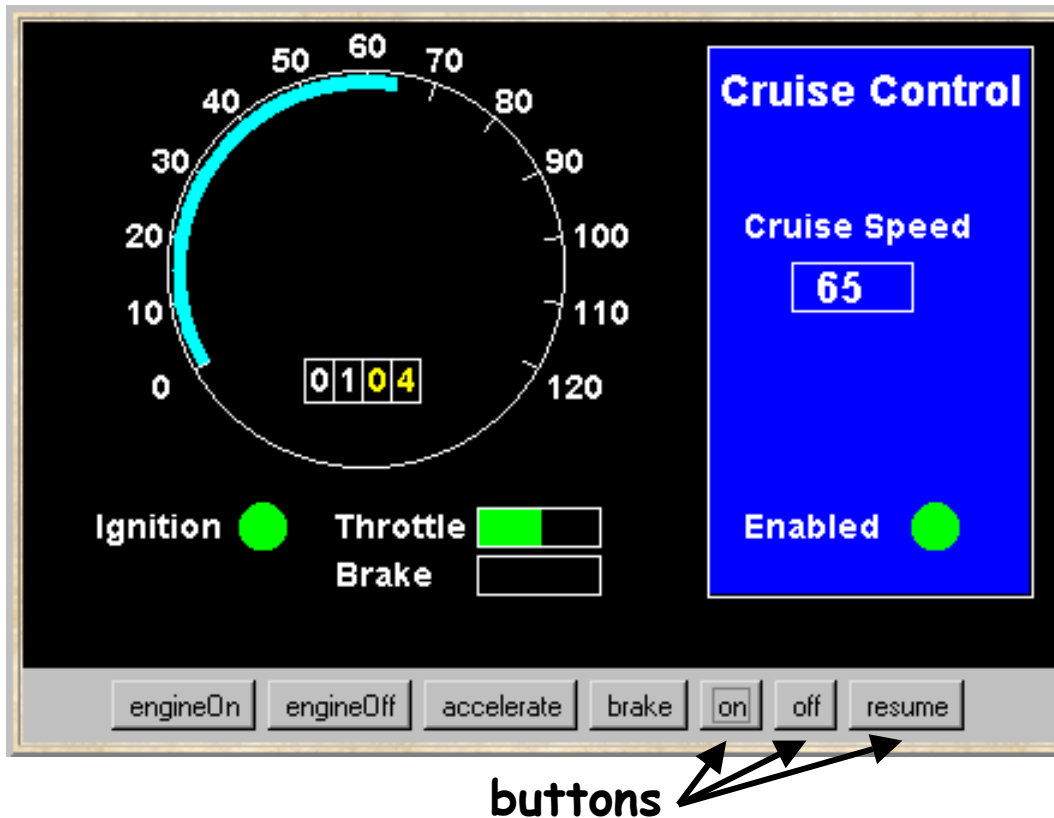 60
50
70
40
80
30
90
20
100
10
110
0
120
0104
Ignition
Throttle
Brake
Cruise Control
Cruise Speed
65
Enabled
engineOn engineOff accelerate brake on off resume
buttons